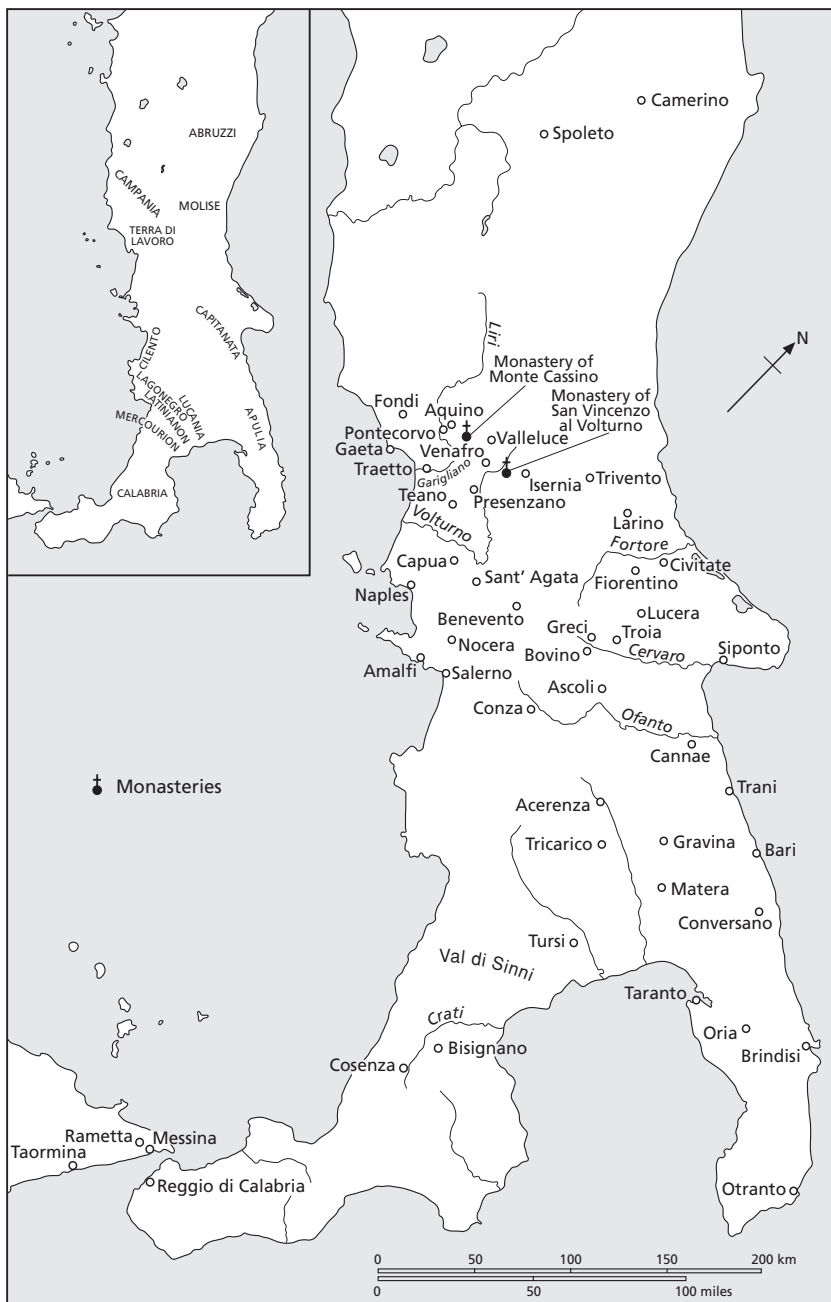 ABRUZZI
CAMPANIA
MOLISE
TERRA DI
LAVORO
CAPITANATA
CILENTO
LAGONEGRO
LATINIANON
LUCANIA
MERCOURION
APULIA
CALABRIA
Camerino
Spoleto
N
Liri
Monastery of
Monte Cassino
Monastery of
San Vincenzo
al Volturno
Fondi
Aquino
Pontecorvo
Valleluce
Gaeta
Venafro
Traetto
Garigliano
Isernia
Trivento
Teano
Presenzano
Volturno
Larino
Fortore
Capua
Civitate
Sant’ Agata
Fiorentino
Naples
Benevento
Lucera
Greci
Troia
Nocera
Bovino
Cervaro
Siponto
Amalfi
Salerno
Ascoli
Conza
Ofanto
Cannae
Monasteries
Trani
Acerenza
Tricarico
Gravina
Bari
Matera
Conversano
Tursi
Val di Sinni
Taranto
Crati
Oria
Bisignano
Brindisi
Cosenza
Rametta
Messina
Taormina
Reggio di Calabria
Otranto
0 50 100 150 200 km
0 50 100 miles